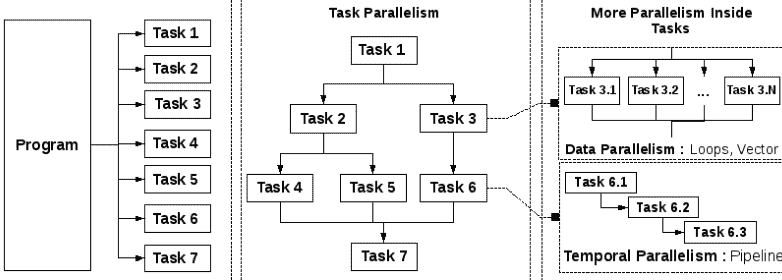 Program
Task 1
Task 2
Task 3
Task 4
Task 5
Task 6
Task 7
Task Parallelism
Task 1
Task 2
Task 3
Task 4
Task 5
Task 6
Task 7
More Parallelism Inside
Tasks
Task 3.1
Task 3.2
...
Task 3.N
Data Parallelism : Loops, Vector
Task 6.1
Task 6.2
Task 6.3
Temporal Parallelism : Pipeline